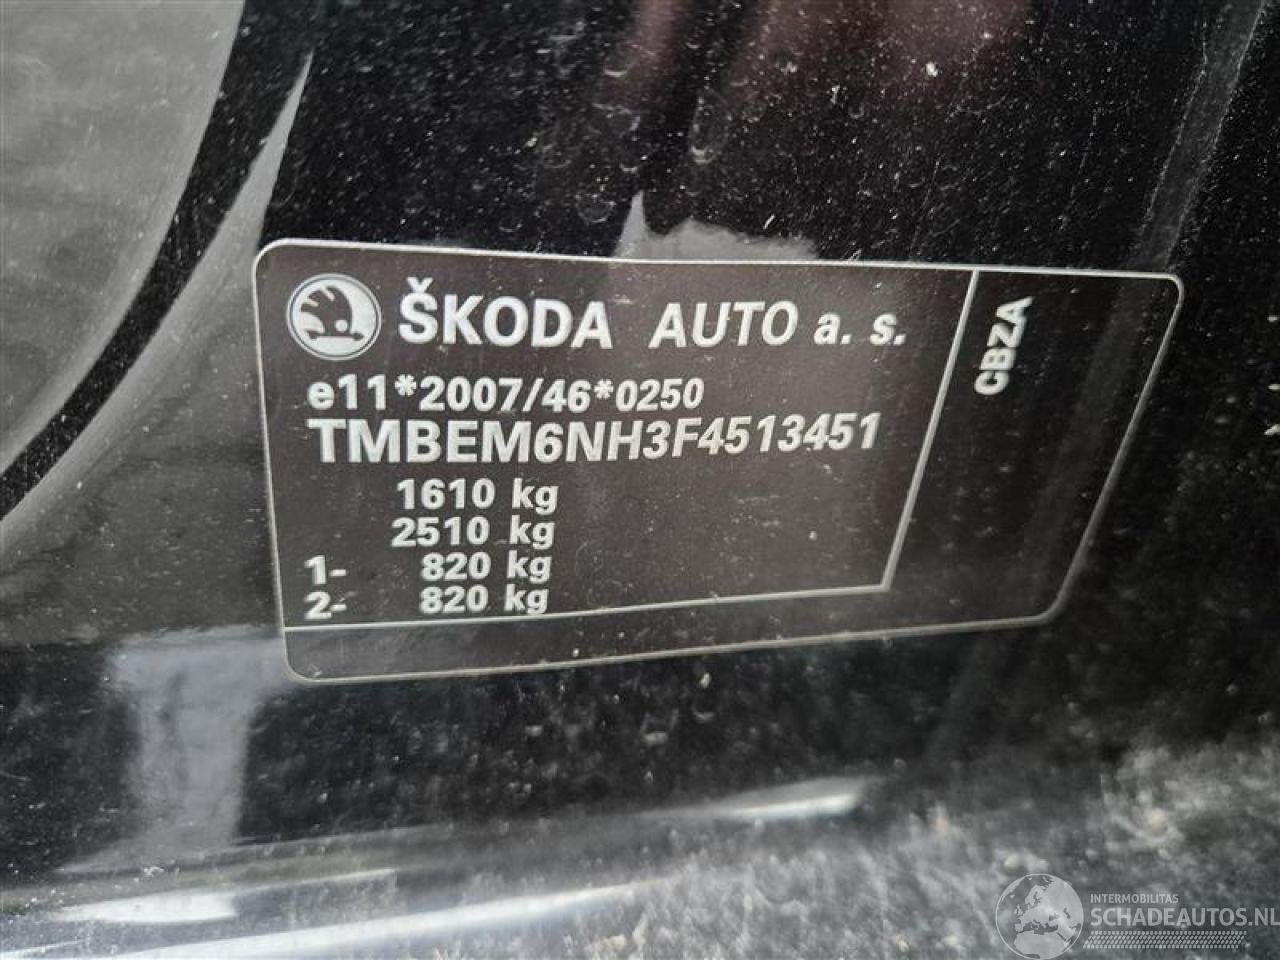 ŠKODA AUTO a. s.
e11*2007/46*0250
TMBEM6NH3F4513451
1610 kg
2510 kg
1- 820 kg
2- 820 kg
CBZA
INTERMOBILITAS
SCHADEAUTOS.NL